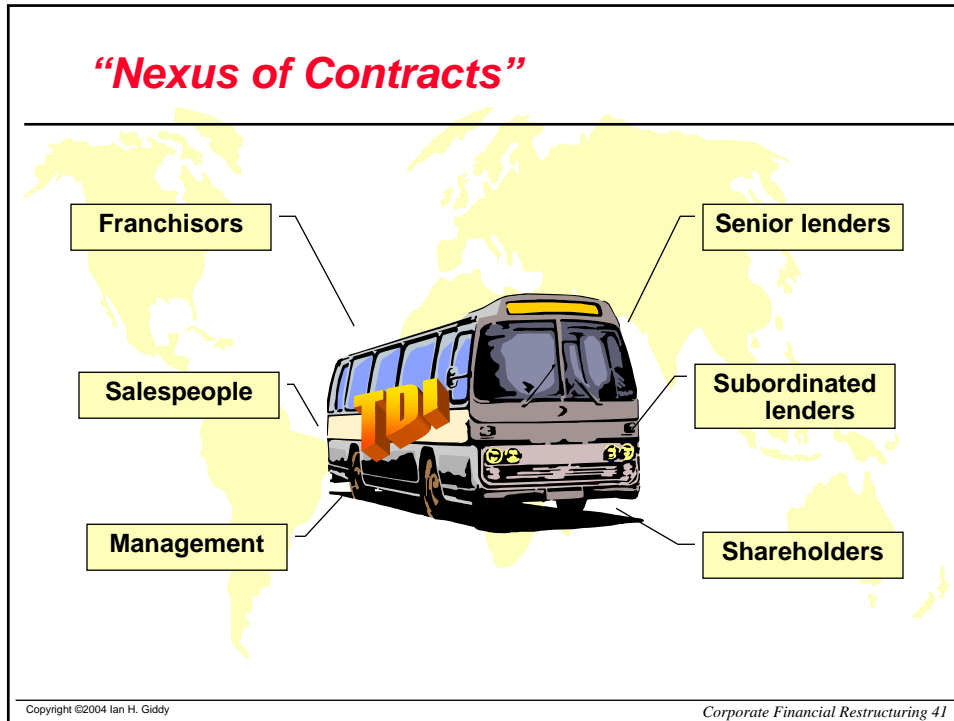 “Nexus of Contracts”
Franchisors
Senior lenders
Salespeople
TDI
Subordinated
lenders
Management
Shareholders
Copyright ©2004 Ian H. Giddy
Corporate Financial Restructuring 41